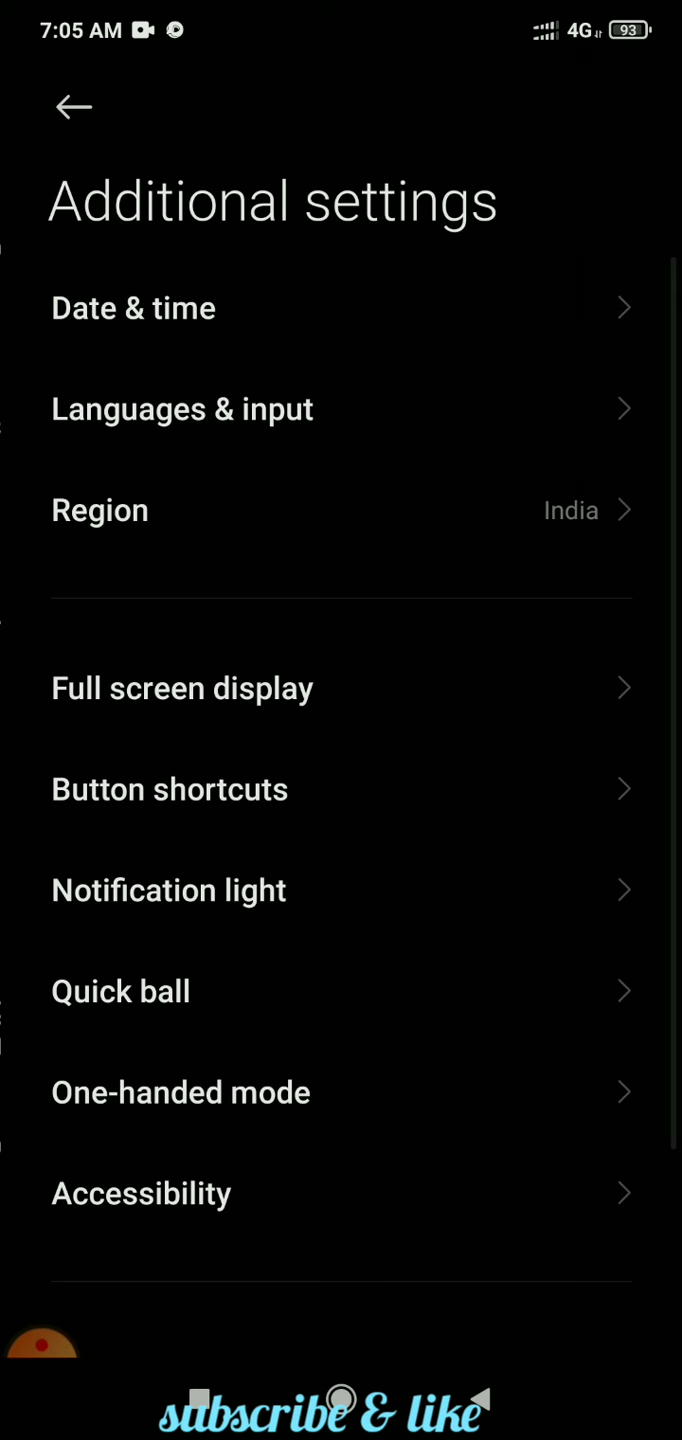 7:05 AM 4G 93
Additional settings
Date & time
Languages & input
Region India
Full screen display
Button shortcuts
Notification light
Quick ball
One-handed mode
Accessibility
subscribe & like